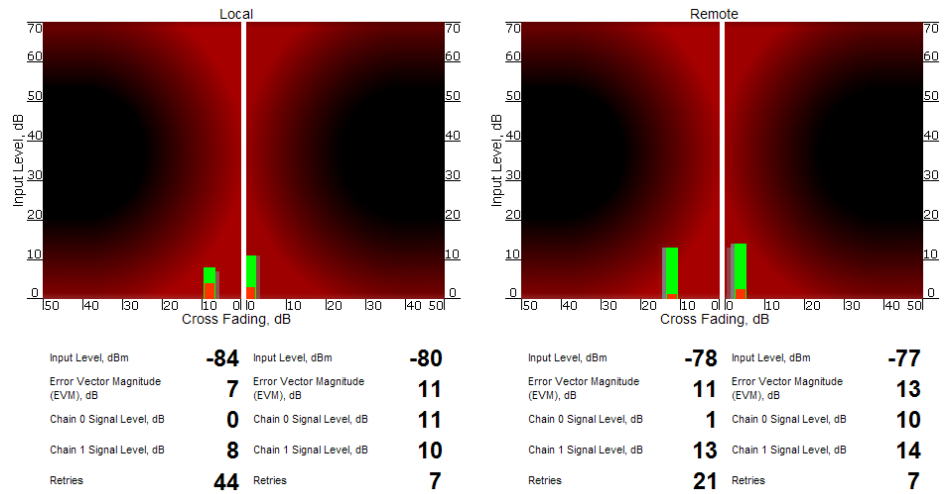 Local
Remote
70 70 70 70
60 60 60 60
50 50 50 50
40 40 40 40
30 30 30 30
20 20 20 20
10 10 10 10
0 0 0 0
Input Level, dB
Input Level, dB
50 40 20 10 0 10 20 40 50
50 40 20 10 0 10 20 40 50
Cross Fading, dB
Cross Fading, dB
Input Level, dBm -84 Input Level, dBm -80
Error Vector Magnitude (EVM), dB 7 Error Vector Magnitude (EVM), dB 11
Chain 0 Signal Level, dB 0 Chain 0 Signal Level, dB 11
Chain 1 Signal Level, dB 8 Chain 1 Signal Level, dB 10
Retries 44 Retries 7
Input Level, dBm -78 Input Level, dBm -77
Error Vector Magnitude (EVM), dB 11 Error Vector Magnitude (EVM), dB 13
Chain 0 Signal Level, dB 1 Chain 0 Signal Level, dB 10
Chain 1 Signal Level, dB 13 Chain 1 Signal Level, dB 14
Retries 21 Retries 7